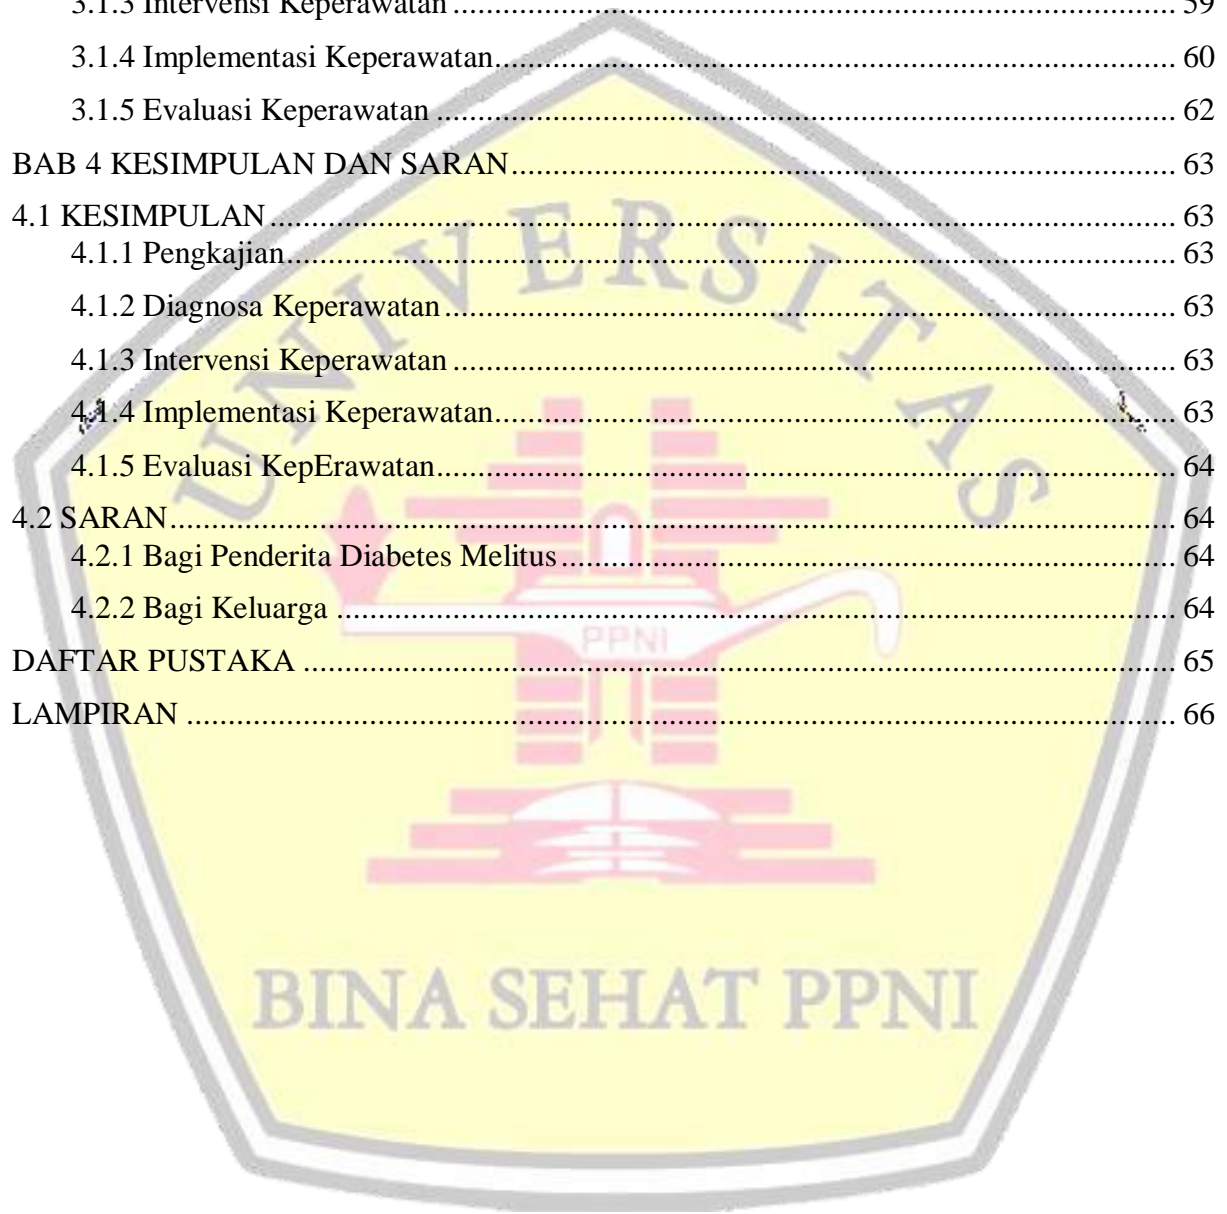 3.1.3 Intervensi Keperawatan ........................................................................................ 59
3.1.4 Implementasi Keperawatan................................................................................... 60
3.1.5 Evaluasi Keperawatan .......................................................................................... 62
BAB 4 KESIMPULAN DAN SARAN................................................................................. 63
4.1 KESIMPULAN .............................................................................................................. 63
4.1.1 Pengkajian............................................................................................................ 63
4.1.2 Diagnosa Keperawatan ......................................................................................... 63
4.1.3 Intervensi Keperawatan ........................................................................................ 63
4.1.4 Implementasi Keperawatan................................................................................... 63
4.1.5 Evaluasi KepErawatan.......................................................................................... 64
4.2 SARAN.......................................................................................................................... 64
4.2.1 Bagi Penderita Diabetes Melitus ........................................................................... 64
4.2.2 Bagi Keluarga ...................................................................................................... 64
DAFTAR PUSTAKA .......................................................................................................... 65
LAMPIRAN ........................................................................................................................ 66
UNIVERSITAS
PPNI
BINA SEHAT PPNI